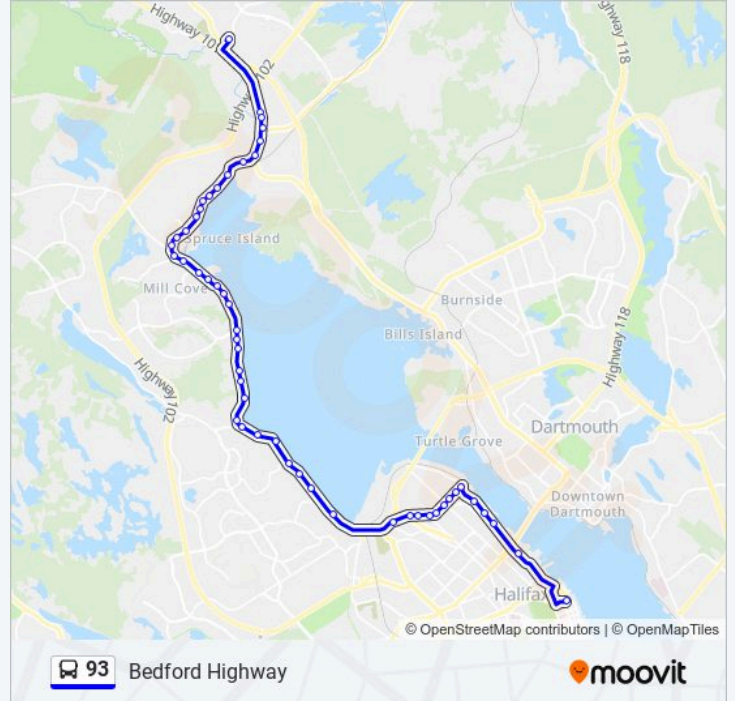 Highway 10
Highway 118
Highway 102
Spruce Island
Mill Cove
Burnside
Bills Island
Highway 118
Highway 102
Turtle Grove
Dartmouth
Downtown
Dartmouth
Halifax
© OpenStreetMap contributors | © OpenMapTiles
93 Bedford Highway
moovit